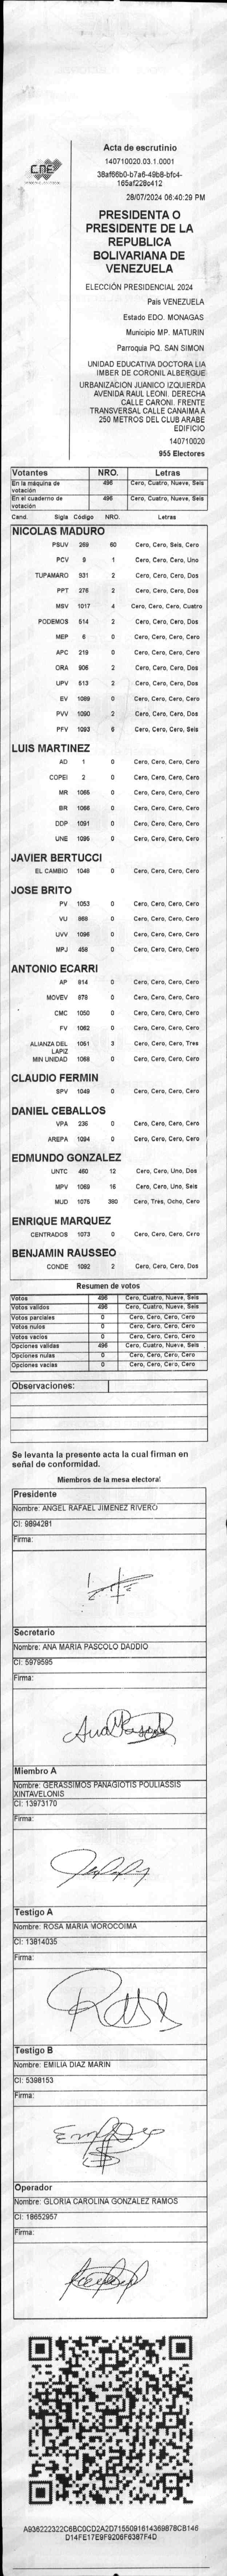 CNE
Acta de escrutinio
140710020.03.1.0001
38af66b0-b7a6-49b8-bfc4-
165af228c412
28/07/2024 06:40:29 PM
PRESIDENTA O
PRESIDENTE DE LA
REPUBLICA
BOLIVARIANA DE
VENEZUELA
ELECCIÓN PRESIDENCIAL 2024
País VENEZUELA
Estado EDO. MONAGAS
Municipio MP. MATURIN
Parroquia PQ. SAN SIMON
UNIDAD EDUCATIVA DOCTORA LIA
IMBER DE CORONIL ALBERGUE
URBANIZACION JUANICO IZQUIERDA
AVENIDA RAUL LEONI. DERECHA
CALLE CARONI. FRENTE
TRANSVERSAL CALLE CANAIMA A
250 METROS DEL CLUB ARABE
EDIFICIO
140710020
955 Electores
Votantes NRO. Letras
En la máquina de votación 496 Cero, Cuatro, Nueve, Seis
En el cuaderno de votación 496 Cero, Cuatro, Nueve, Seis
Cand. Sigla Código NRO. Letras
NICOLAS MADURO
PSUV 269 60 Cero, Cero, Seis, Cero
PCV 9 1 Cero, Cero, Cero, Uno
TUPAMARO 931 2 Cero, Cero, Cero, Dos
PPT 276 2 Cero, Cero, Cero, Dos
MSV 1017 4 Cero, Cero, Cero, Cuatro
PODEMOS 514 2 Cero, Cero, Cero, Dos
MEP 6 0 Cero, Cero, Cero, Cero
APC 219 0 Cero, Cero, Cero, Cero
ORA 906 2 Cero, Cero, Cero, Dos
UPV 513 2 Cero, Cero, Cero, Dos
EV 1089 0 Cero, Cero, Cero, Cero
PVV 1090 2 Cero, Cero, Cero, Dos
PFV 1093 6 Cero, Cero, Cero, Seis
LUIS MARTINEZ
AD 1 0 Cero, Cero, Cero, Cero
COPEI 2 0 Cero, Cero, Cero, Cero
MR 1065 0 Cero, Cero, Cero, Cero
BR 1066 0 Cero, Cero, Cero, Cero
DDP 1091 0 Cero, Cero, Cero, Cero
UNE 1095 0 Cero, Cero, Cero, Cero
JAVIER BERTUCCI
EL CAMBIO 1048 0 Cero, Cero, Cero, Cero
JOSE BRITO
PV 1053 0 Cero, Cero, Cero, Cero
VU 868 0 Cero, Cero, Cero, Cero
UVV 1096 0 Cero, Cero, Cero, Cero
MPJ 458 0 Cero, Cero, Cero, Cero
ANTONIO ECARRI
AP 814 0 Cero, Cero, Cero, Cero
MOVEV 879 0 Cero, Cero, Cero, Cero
CMC 1050 0 Cero, Cero, Cero, Cero
FV 1062 0 Cero, Cero, Cero, Cero
ALIANZA DEL LAPIZ 1051 3 Cero, Cero, Cero, Tres
MIN UNIDAD 1068 0 Cero, Cero, Cero, Cero
CLAUDIO FERMIN
SPV 1049 0 Cero, Cero, Cero, Cero
DANIEL CEBALLOS
VPA 236 0 Cero, Cero, Cero, Cero
AREPA 1094 0 Cero, Cero, Cero, Cero
EDMUNDO GONZALEZ
UNTC 460 12 Cero, Cero, Uno, Dos
MPV 1069 16 Cero, Cero, Uno, Seis
MUD 1075 380 Cero, Tres, Ocho, Cero
ENRIQUE MARQUEZ
CENTRADOS 1073 0 Cero, Cero, Cero, Cero
BENJAMIN RAUSSEO
CONDE 1092 2 Cero, Cero, Cero, Dos
Resumen de votos
Votos 496 Cero, Cuatro, Nueve, Seis
Votos validos 496 Cero, Cuatro, Nueve, Seis
Votos parciales 0 Cero, Cero, Cero, Cero
Votos nulos 0 Cero, Cero, Cero, Cero
Votos vacios 0 Cero, Cero, Cero, Cero
Opciones validas 496 Cero, Cuatro, Nueve, Seis
Opciones nulas 0 Cero, Cero, Cero, Cero
Opciones vacias 0 Cero, Cero, Cero, Cero
Observaciones:
Se levanta la presente acta la cual firman en
señal de conformidad.
Miembros de la mesa electoral
Presidente
Nombre: ANGEL RAFAEL JIMENEZ RIVERO
CI: 9894281
Firma:
Secretario
Nombre: ANA MARIA PASCOLO DADDIO
CI: 5979595
Firma:
Miembro A
Nombre: GERASSIMOS PANAGIOTIS POULIASSIS
XINTAVELONIS
CI: 13973170
Firma:
Testigo A
Nombre: ROSA MARIA MOROCOIMA
CI: 13814035
Firma:
Testigo B
Nombre: EMILIA DIAZ MARIN
CI: 5398153
Firma:
Operador
Nombre: GLORIA CAROLINA GONZALEZ RAMOS
CI: 18652957
Firma:
A936222322C6BC0CD2A2D7155091614369878CB146
D14FE17E9F9206F6387F4D